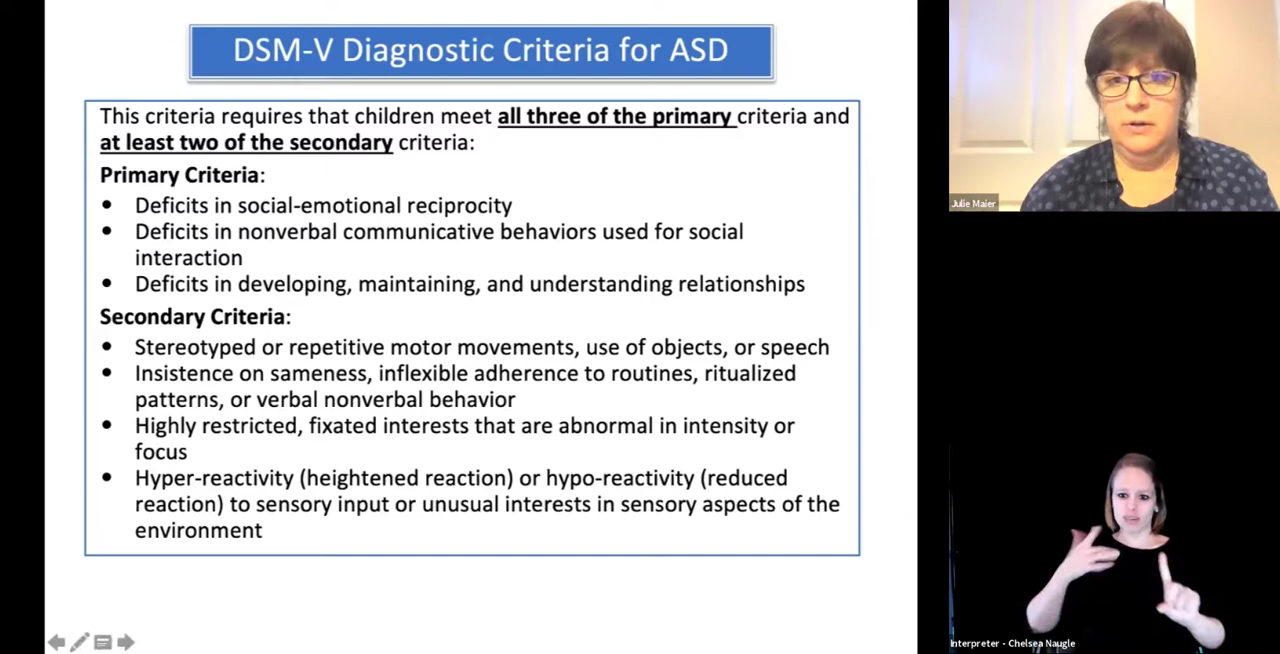 DSM-V Diagnostic Criteria for ASD
This criteria requires that children meet all three of the primary criteria and
at least two of the secondary criteria:
Primary Criteria:
• Deficits in social-emotional reciprocity
• Deficits in nonverbal communicative behaviors used for social
interaction
• Deficits in developing, maintaining, and understanding relationships
Secondary Criteria:
• Stereotyped or repetitive motor movements, use of objects, or speech
• Insistence on sameness, inflexible adherence to routines, ritualized
patterns, or verbal nonverbal behavior
• Highly restricted, fixated interests that are abnormal in intensity or
focus
• Hyper-reactivity (heightened reaction) or hypo-reactivity (reduced
reaction) to sensory input or unusual interests in sensory aspects of the
environment
Julie Maier
Interpreter - Chelsea Naugle